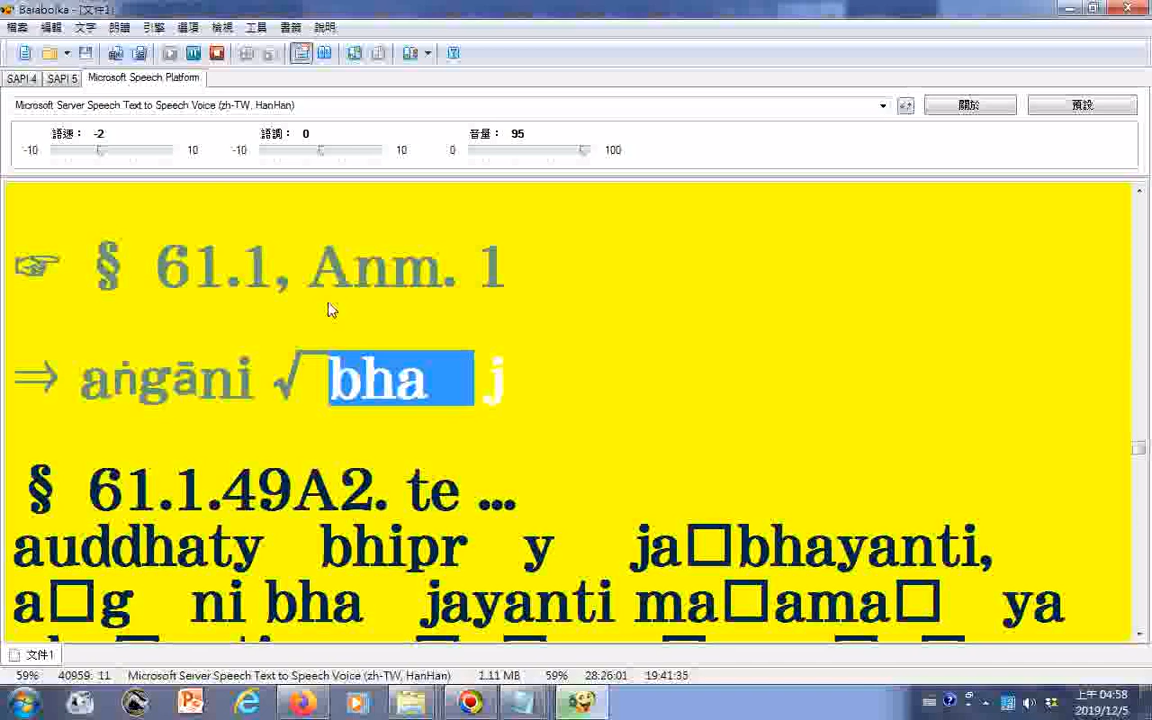 Balabolka - [文件1]
檔案 編輯 文字 朗讀 引擎 選項 檢視 工具 書籤 說明
SAPI 4 SAPI 5 Microsoft Speech Platform
Microsoft Server Speech Text to Speech Voice (zh-TW, HanHan) 關於 預設
語速： -2 語調： 0 音量： 95
-10 10 -10 10 0 100
☞ § 61.1, Anm. 1
⇒ aṅgāni √ bha j
§ 61.1.49A2. te ...
auddhaty bhipr y ja□bhayanti,
a□g ni bha jayanti ma□ama□ ya
文件1
59% 40959: 11 Microsoft Server Speech Text to Speech Voice (zh-TW, HanHan) 1.11 MB 59% 28:26:01 19:41:35
上午 04:58
2019/12/5